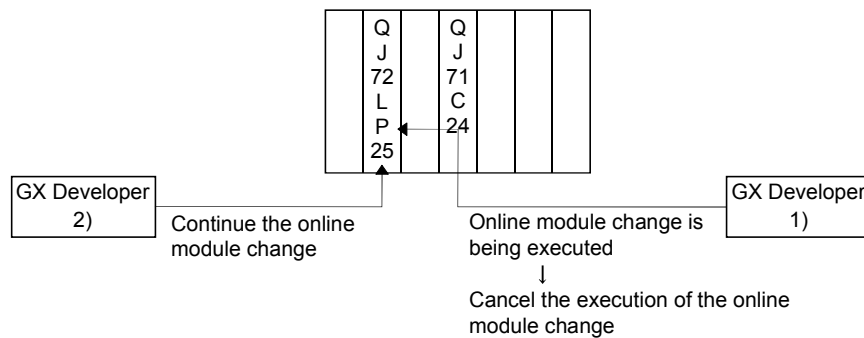 Q Q
J J
72 71
L C
P 24
25
GX Developer
2)
Continue the online
module change
Online module change is
being executed
↓
Cancel the execution of the online
module change
GX Developer
1)